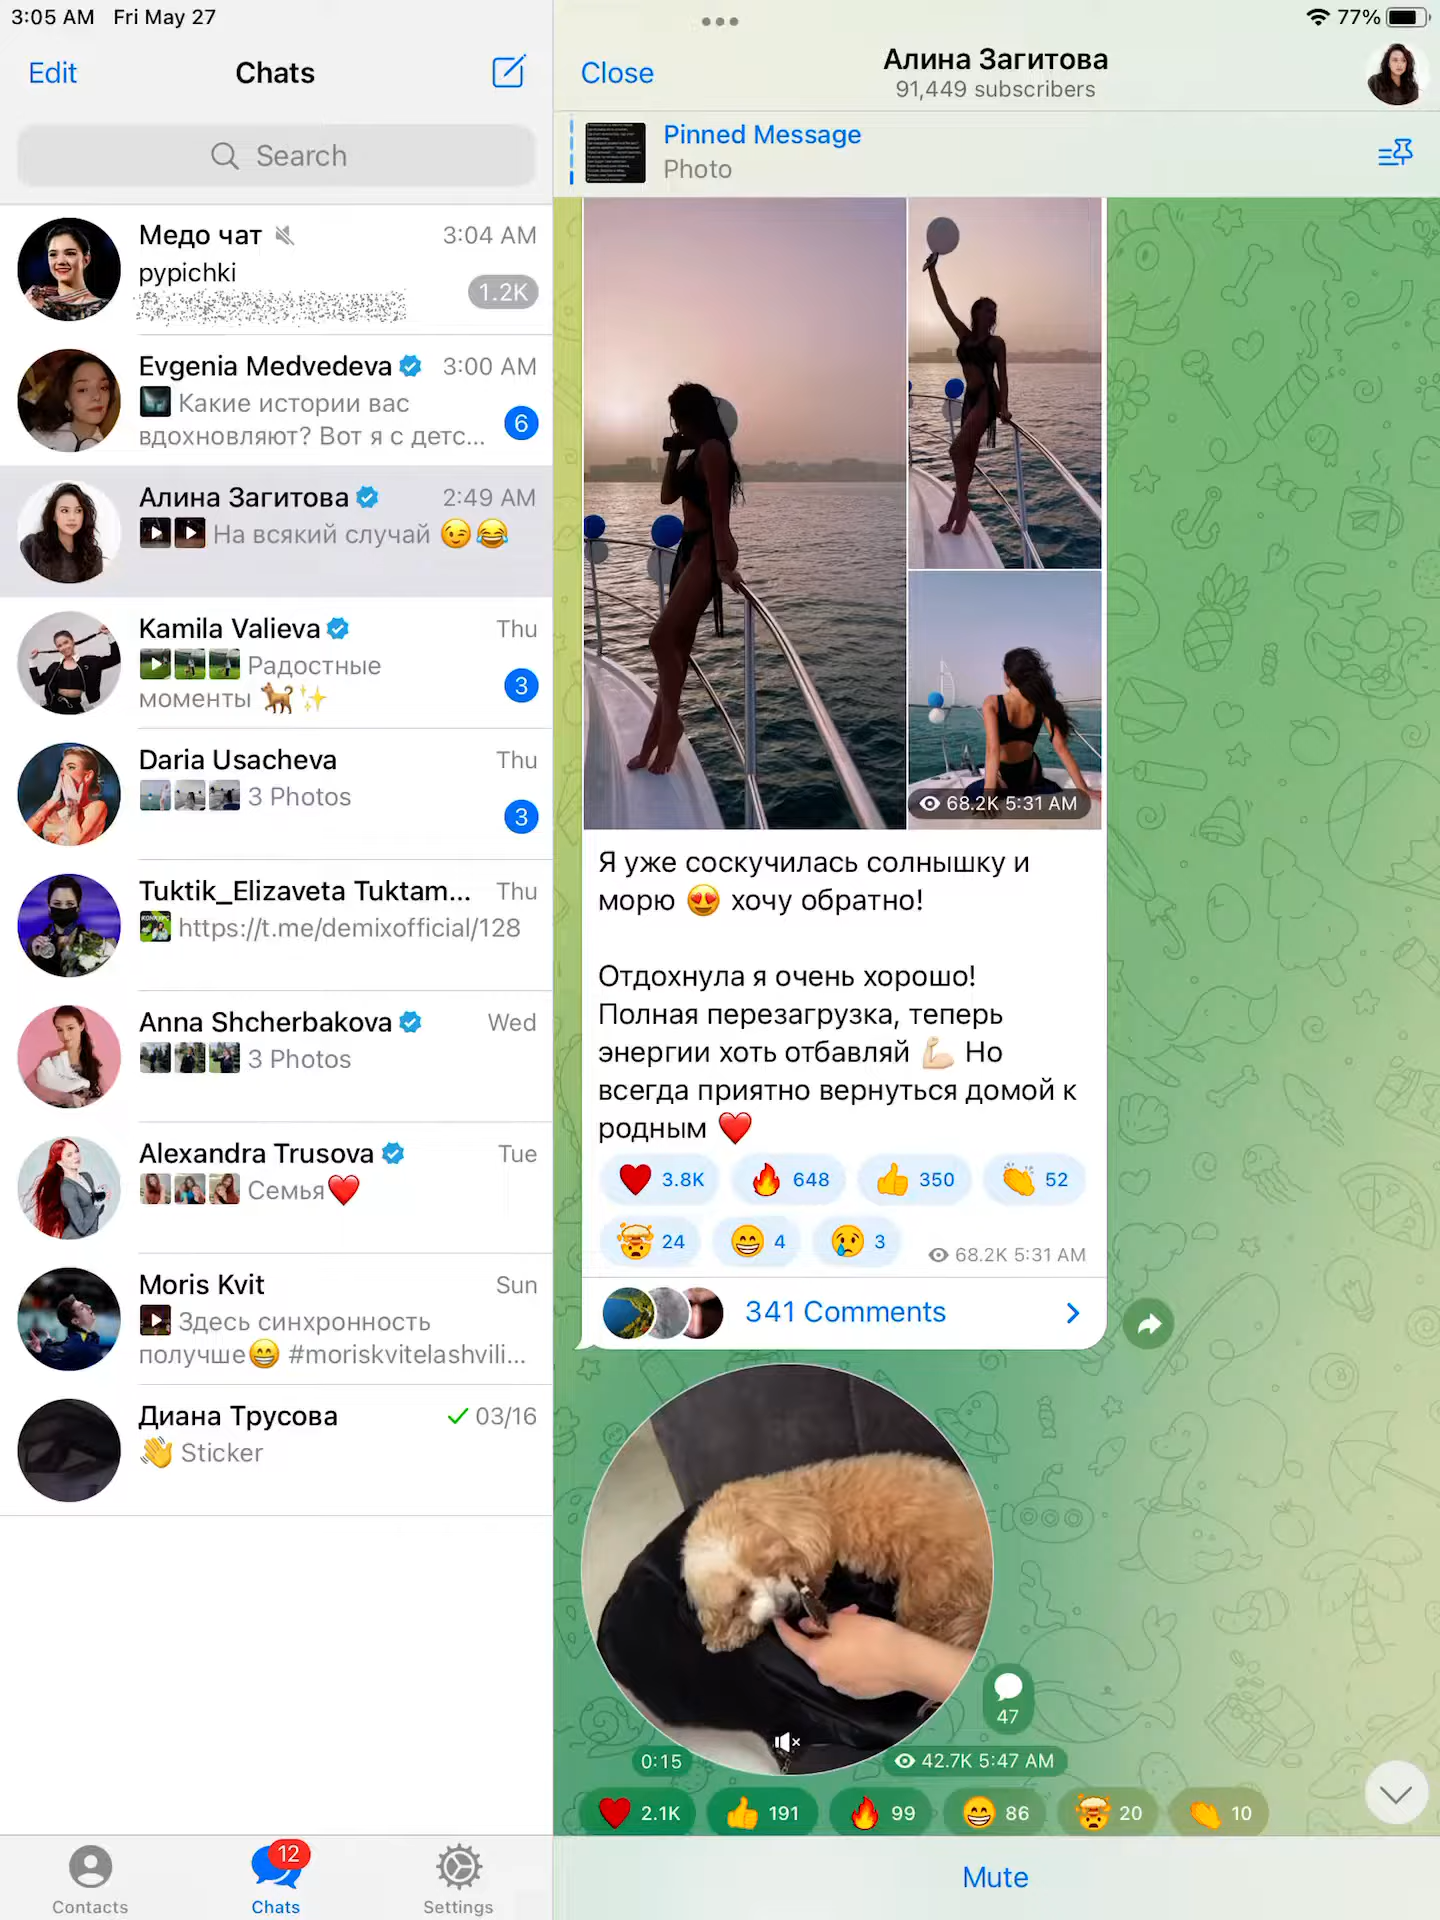 3:05 AM Fri May 27
77%
Edit
Chats
Search
Медо чат
3:04 AM
pypichki
1.2K
Evgenia Medvedeva
3:00 AM
Какие истории вас
вдохновляют? Вот я с детс...
6
Алина Загитова
2:49 AM
На всякий случай 😉😂
Kamila Valieva
Thu
Радостные
моменты 🐕✨
3
Daria Usacheva
Thu
3 Photos
3
Tuktik_Elizaveta Tuktam...
Thu
https://t.me/demixofficial/128
Anna Shcherbakova
Wed
3 Photos
Alexandra Trusova
Tue
Семья❤️
Moris Kvit
Sun
Здесь синхронность
получше😁 #moriskvitelashvili...
Диана Трусова
03/16
👋 Sticker
Contacts
12
Chats
Settings
Close
Алина Загитова
91,449 subscribers
Pinned Message
Photo
68.2K 5:31 AM
Я уже соскучилась солнышку и
морю 😍 хочу обратно!
Отдохнула я очень хорошо!
Полная перезагрузка, теперь
энергии хоть отбавляй 💪🏻 Но
всегда приятно вернуться домой к
родным ❤️
❤️ 3.8K 🔥 648 👍 350 👏 52
🤯 24 😁 4 😢 3 68.2K 5:31 AM
341 Comments
47
0:15
42.7K 5:47 AM
❤️ 2.1K 👍 191 🔥 99 😁 86 🤯 20 👏 10
Mute